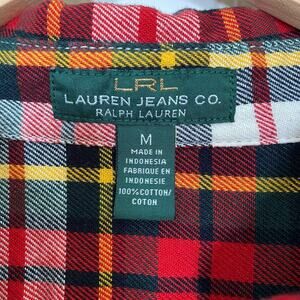 LRL
LAUREN JEANS CO.
RALPH LAUREN
M
MADE IN
INDONESIA
FABRIQUE EN
INDONESIE
100% COTTON/
COTON